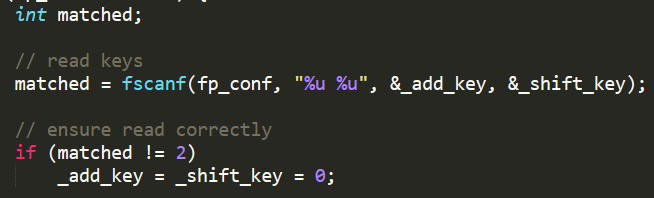 int matched;
// read keys
matched = fscanf(fp_conf, "%u %u", &_add_key, &_shift_key);
// ensure read correctly
if (matched != 2)
_add_key = _shift_key = 0;